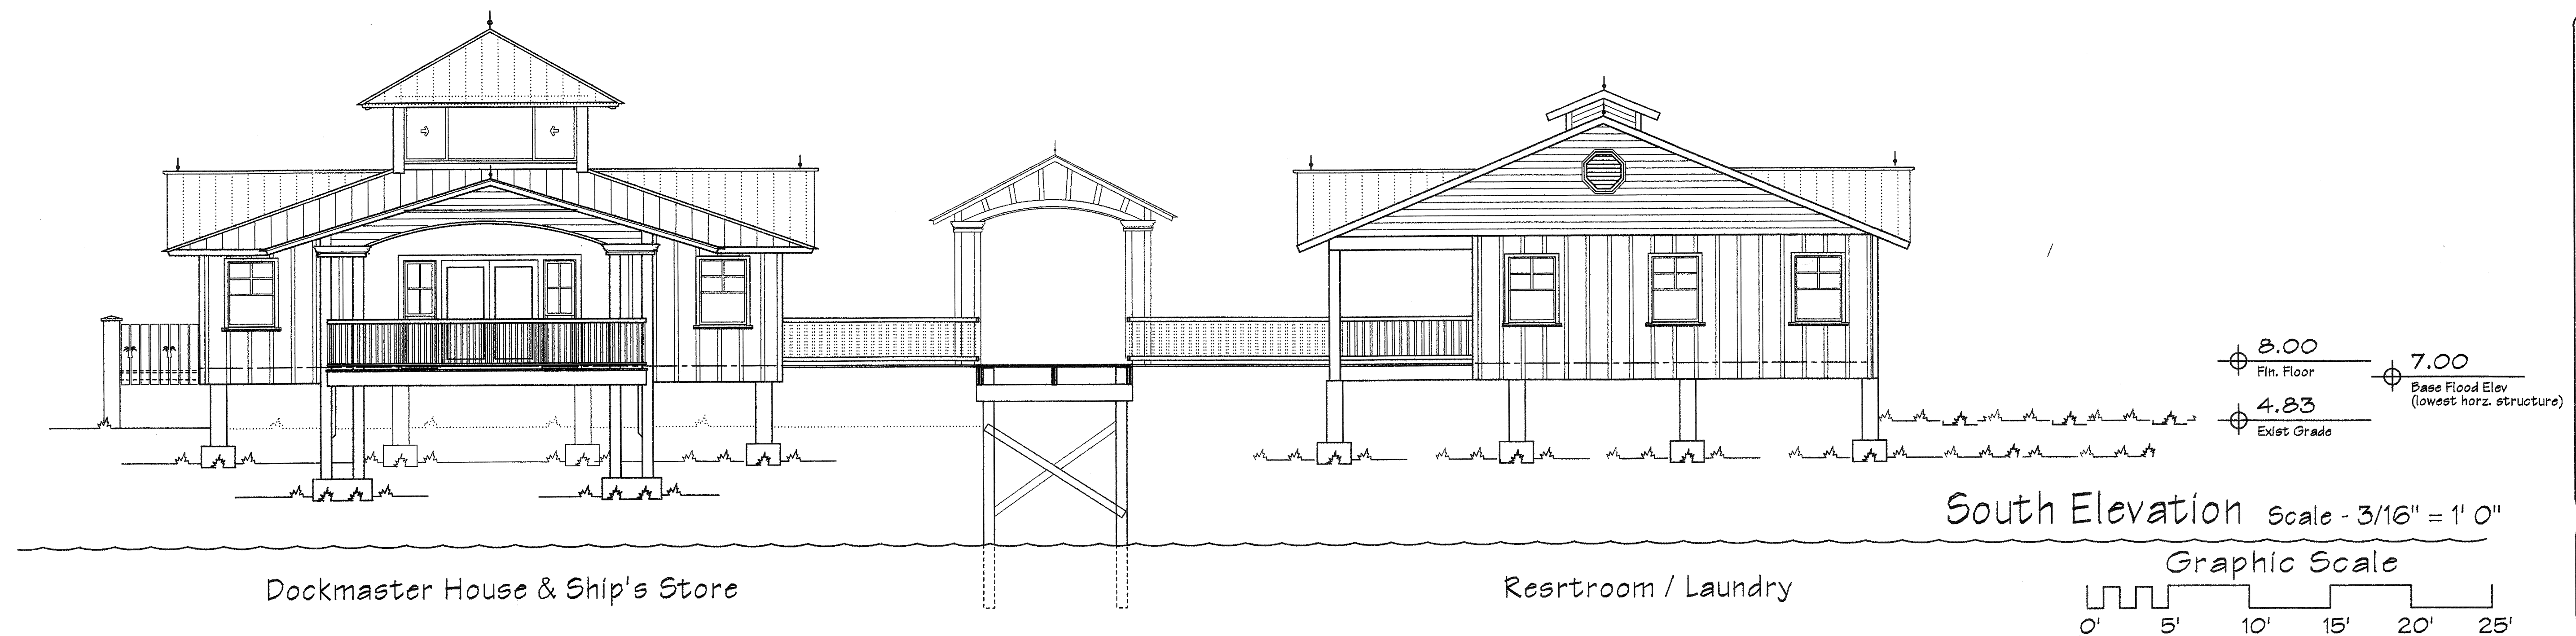 8.00
Fin. Floor
7.00
Base Flood Elev
(lowest horz. structure)
4.83
Exist Grade
South Elevation Scale - 3/16" = 1' 0"
Graphic Scale
0' 5' 10' 15' 20' 25'
Dockmaster House & Ship's Store
Resrtroom / Laundry